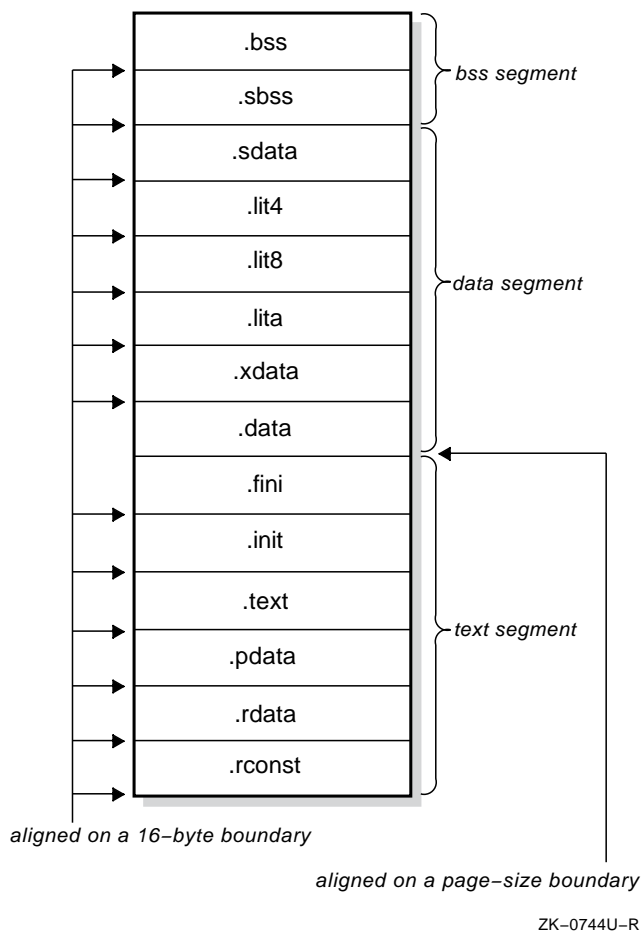 .bss
bss segment
.sbss
.sdata
.lit4
.lit8
data segment
.lita
.xdata
.data
.fini
.init
.text
text segment
.pdata
.rdata
.rconst
aligned on a 16−byte boundary
aligned on a page−size boundary
ZK−0744U−R